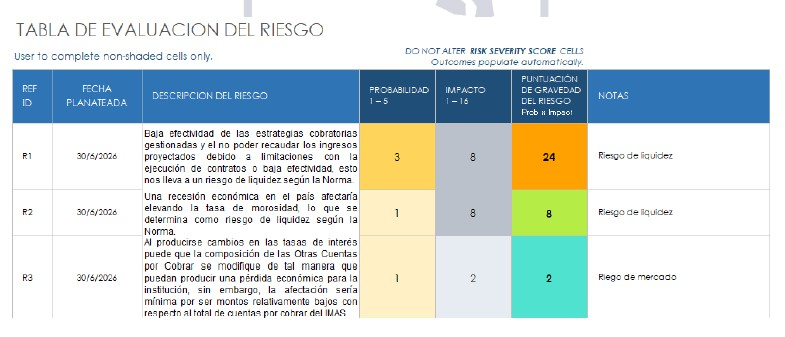 TABLA DE EVALUACION DEL RIESGO
User to complete non-shaded cells only.
DO NOT ALTER RISK SEVERITY SCORE CELLS
Outcomes populate automatically.
REF
ID
FECHA
PLANATEADA
DESCRIPCION DEL RIESGO
PROBABILIDAD
1 – 5
IMPACTO
1 – 16
PUNTUACIÓN
DE GRAVEDAD
DEL RIESGO
Prob x Impact
NOTAS
R1
30/6/2026
Baja efectividad de las estrategias cobratorias
gestionadas y el no poder recaudar los ingresos
proyectados debido a limitaciones con la
ejecución de contratos o baja efectividad, esto
nos lleva a un riesgo de liquidez según la Norma.
3
8
24
Riesgo de liquidez
R2
30/6/2026
Una recesión económica en el país afectaría
elevando la tasa de morosidad, lo que se
determina como riesgo de liquidez según la
Norma.
1
8
8
Riesgo de liquidez
R3
30/6/2026
Al producirse cambios en las tasas de interés
puede que la composición de las Otras Cuentas
por Cobrar se modifique de tal manera que
puedan producir una pérdida económica para la
institución, sin embargo, la afectación sería
mínima por ser montos relativamente bajos con
respecto al total de cuentas por cobrar del IMAS
1
2
2
Riego de mercado